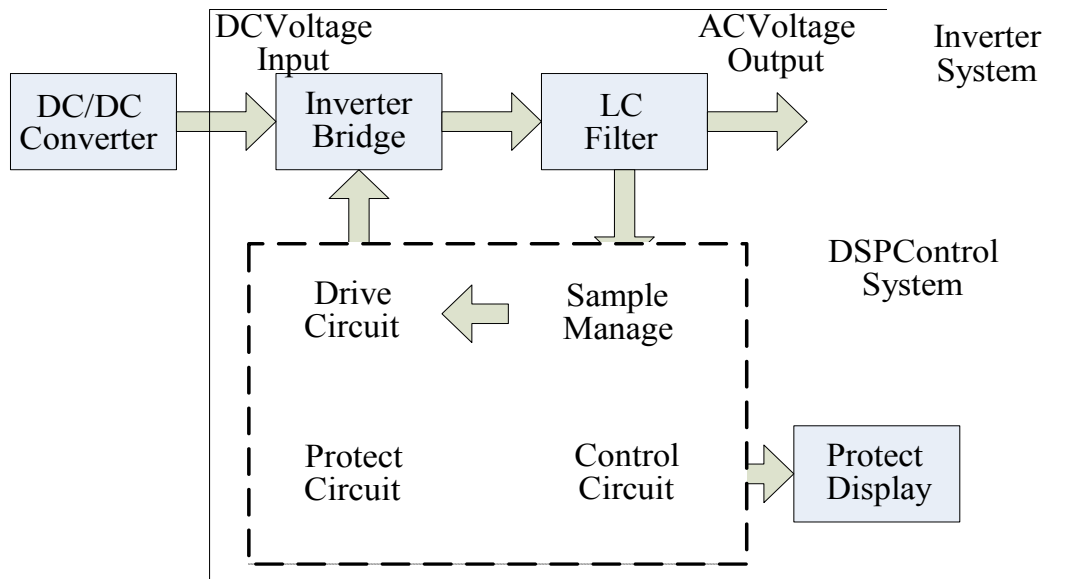 DCVoltage
Input
ACVoltage
Output
Inverter
System
DC/DC
Converter
Inverter
Bridge
LC
Filter
DSPControl
System
Drive
Circuit
Sample
Manage
Protect
Circuit
Control
Circuit
Protect
Display